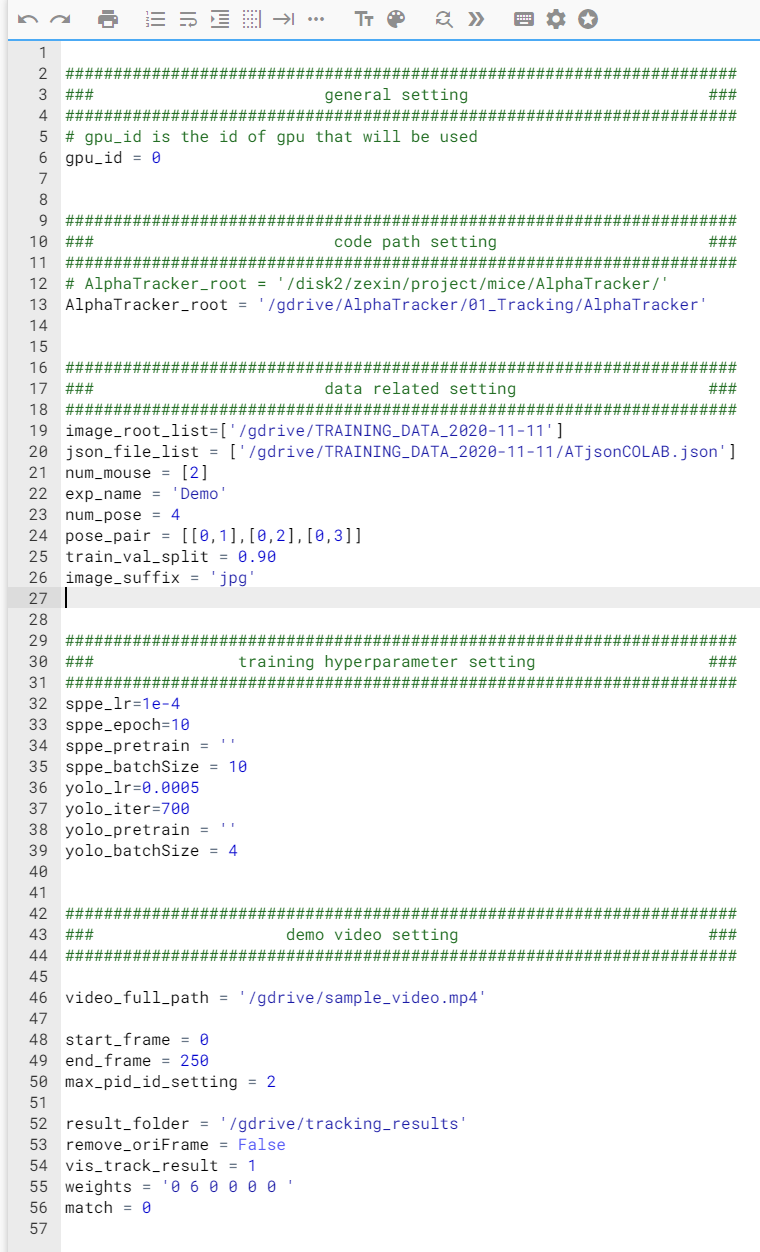 1
2 ######################################################################
3 ###                        general setting                         ###
4 ######################################################################
5 # gpu_id is the id of gpu that will be used
6 gpu_id = 0
7
8
9 ######################################################################
10 ###                         code path setting                      ###
11 ######################################################################
12 # AlphaTracker_root = '/disk2/zexin/project/mice/AlphaTracker/'
13 AlphaTracker_root = '/gdrive/AlphaTracker/01_Tracking/AlphaTracker'
14
15
16 ######################################################################
17 ###                        data related setting                    ###
18 ######################################################################
19 image_root_list=['/gdrive/TRAINING_DATA_2020-11-11']
20 json_file_list = ['/gdrive/TRAINING_DATA_2020-11-11/ATjsonCOLAB.json']
21 num_mouse = [2]
22 exp_name = 'Demo'
23 num_pose = 4
24 pose_pair = [[0,1],[0,2],[0,3]]
25 train_val_split = 0.90
26 image_suffix = 'jpg'
27
28
29 ######################################################################
30 ###               training hyperparameter setting                  ###
31 ######################################################################
32 sppe_lr=1e-4
33 sppe_epoch=10
34 sppe_pretrain = ''
35 sppe_batchSize = 10
36 yolo_lr=0.0005
37 yolo_iter=700
38 yolo_pretrain = ''
39 yolo_batchSize = 4
40
41
42 ######################################################################
43 ###                    demo video setting                          ###
44 ######################################################################
45
46 video_full_path = '/gdrive/sample_video.mp4'
47
48 start_frame = 0
49 end_frame = 250
50 max_pid_id_setting = 2
51
52 result_folder = '/gdrive/tracking_results'
53 remove_oriFrame = False
54 vis_track_result = 1
55 weights = '0 6 0 0 0 0 '
56 match = 0
57